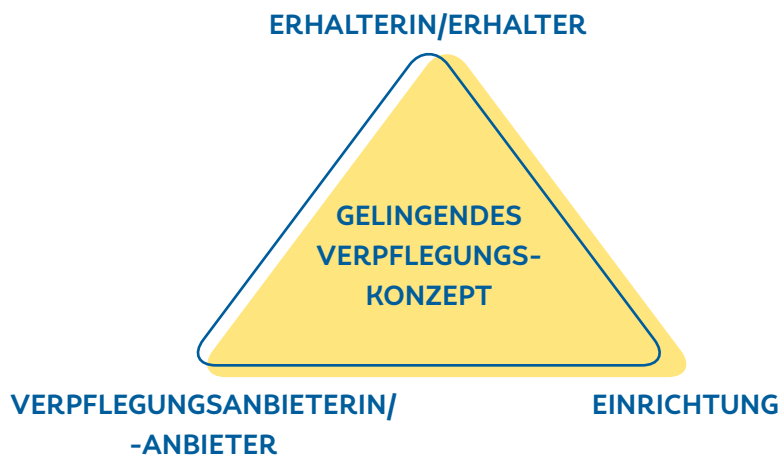 ERHALTERIN/ERHALTER
GELINGENDES
VERPFLEGUNGS-
KONZEPT
VERPFLEGUNGSANBIETERIN/
-ANBIETER
EINRICHTUNG